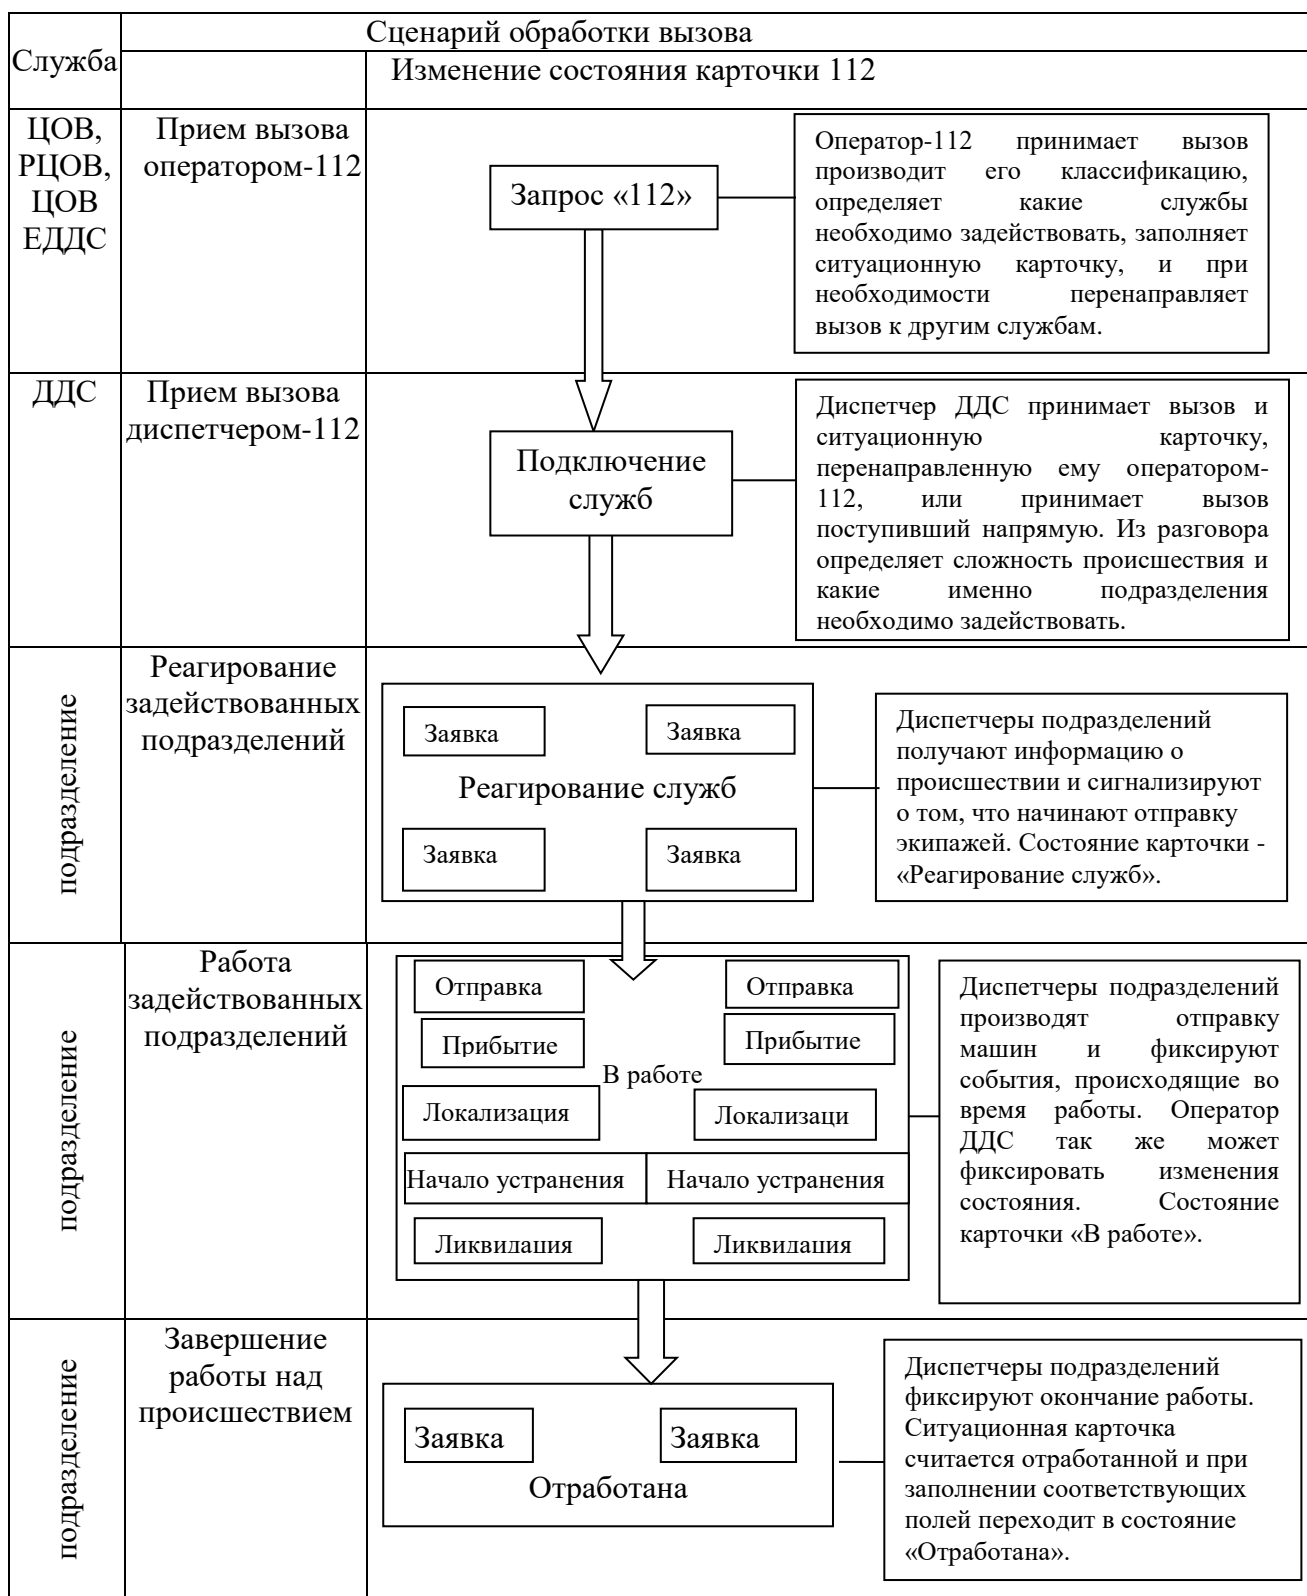 Служба
Сценарий обработки вызова
Изменение состояния карточки 112
ЦОВ,
РЦОВ,
ЦОВ
ЕДДС
Прием вызова
оператором-112
Запрос «112»
Оператор-112 принимает вызов
производит его классификацию,
определяет какие службы
необходимо задействовать, заполняет
ситуационную карточку, и при
необходимости перенаправляет
вызов к другим службам.
ДДС
Прием вызова
диспетчером-112
Подключение
служб
Диспетчер ДДС принимает вызов и
ситуационную карточку,
перенаправленную ему оператором-
112, или принимает вызов
поступивший напрямую. Из разговора
определяет сложность происшествия и
какие именно подразделения
необходимо задействовать.
подразделение
Реагирование
задействованных
подразделений
Заявка
Заявка
Реагирование служб
Заявка
Заявка
Диспетчеры подразделений
получают информацию о
происшествии и сигнализируют
о том, что начинают отправку
экипажей. Состояние карточки -
«Реагирование служб».
подразделение
Работа
задействованных
подразделений
Отправка
Отправка
Прибытие
Прибытие
В работе
Локализация
Локализаци
Начало устранения
Начало устранения
Ликвидация
Ликвидация
Диспетчеры подразделений
производят отправку
машин и фиксируют
события, происходящие во
время работы. Оператор
ДДС так же может
фиксировать изменения
состояния. Состояние
карточки «В работе».
подразделение
Завершение
работы над
происшествием
Заявка
Заявка
Отработана
Диспетчеры подразделений
фиксируют окончание работы.
Ситуационная карточка
считается отработанной и при
заполнении соответствующих
полей переходит в состояние
«Отработана».